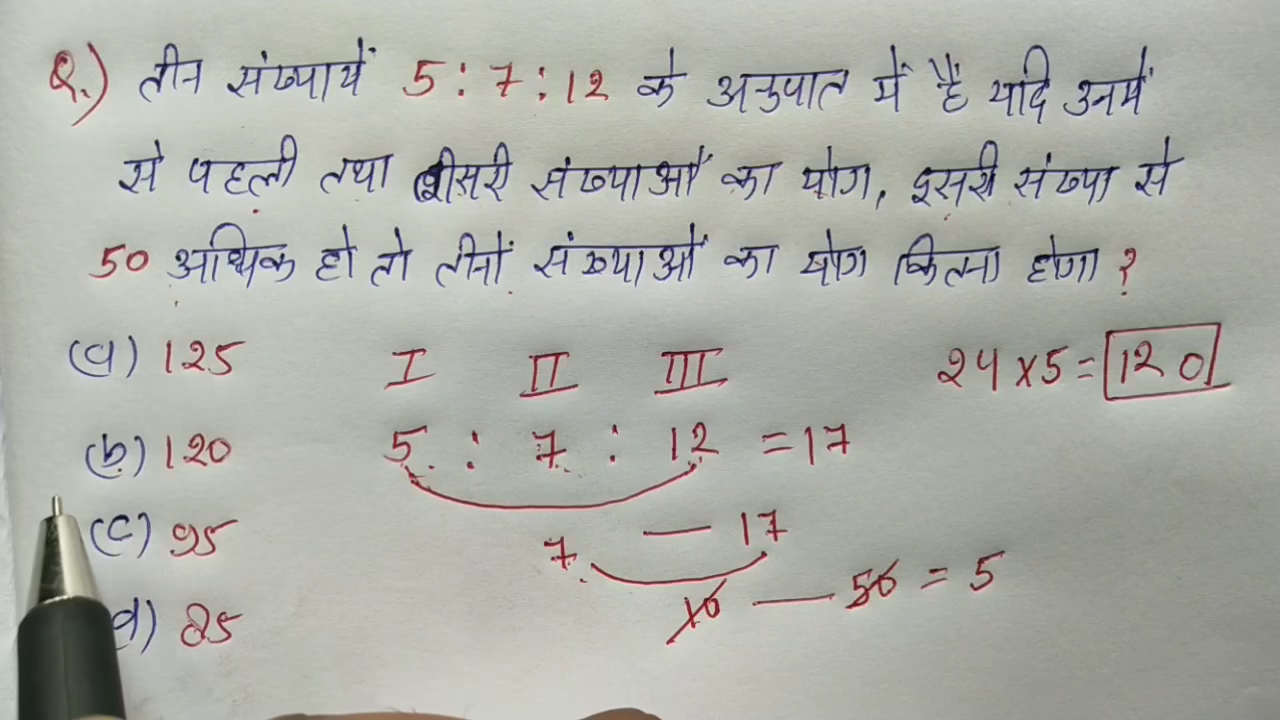 Q.) तीन संख्यायें 5 : 7 : 12 के अनुपात में हैं यदि उनमें
से पहली तथा तीसरी संख्याओं का योग, दूसरी संख्या से
50 अधिक हो तो तीनों संख्याओं का योग कितना होगा ?
(a) 125 I II III 24 x 5 = 120
(b) 120 5 : 7 : 12 = 17
(c) 95 7 — 17
d) 85 10 — 50 = 5